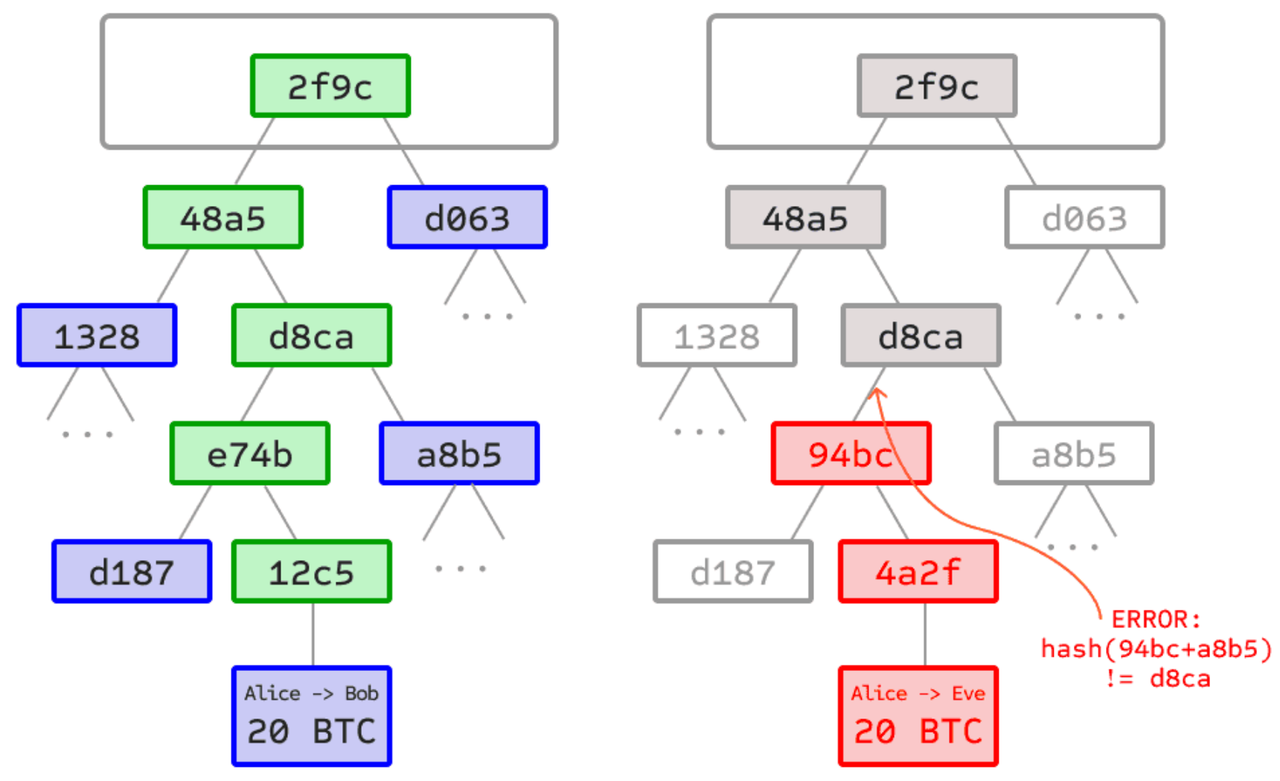 2f9c
48a5
d063
1328
d8ca
...
...
e74b
a8b5
d187
12c5
...
Alice -> Bob
20 BTC
2f9c
48a5
d063
1328
d8ca
...
...
94bc
a8b5
d187
4a2f
...
ERROR:
hash(94bc+a8b5)
!= d8ca
Alice -> Eve
20 BTC